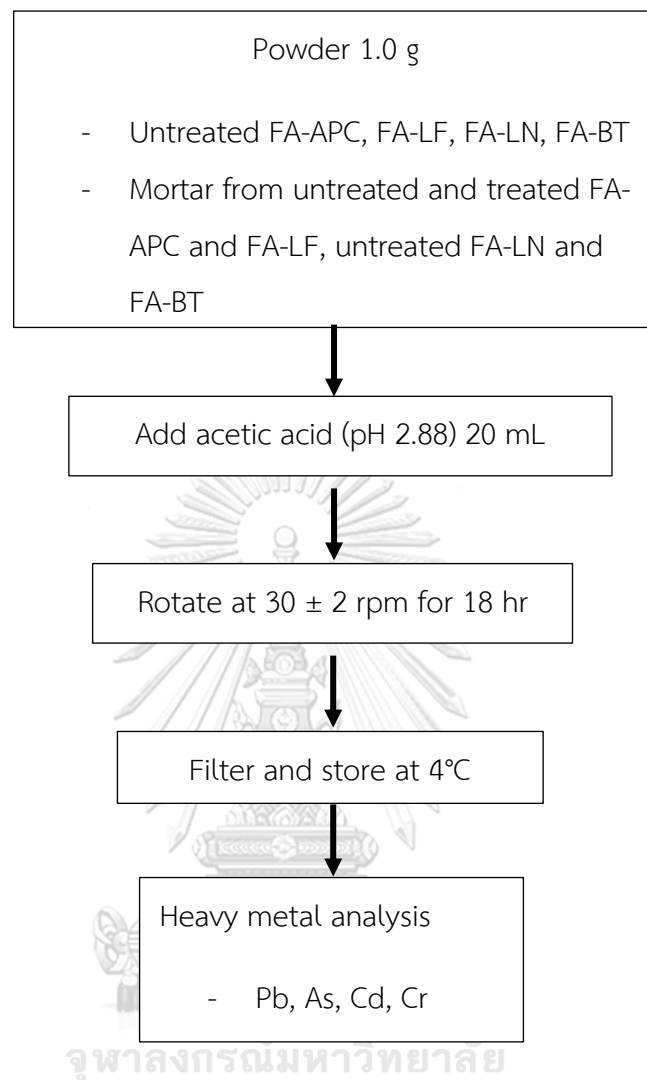 Powder 1.0 g
- Untreated FA-APC, FA-LF, FA-LN, FA-BT
- Mortar from untreated and treated FA-
APC and FA-LF, untreated FA-LN and
FA-BT
Add acetic acid (pH 2.88) 20 mL
Rotate at 30 ± 2 rpm for 18 hr
Filter and store at 4°C
Heavy metal analysis
- Pb, As, Cd, Cr
จุฬาลงกรณ์มหาวิทยาลัย